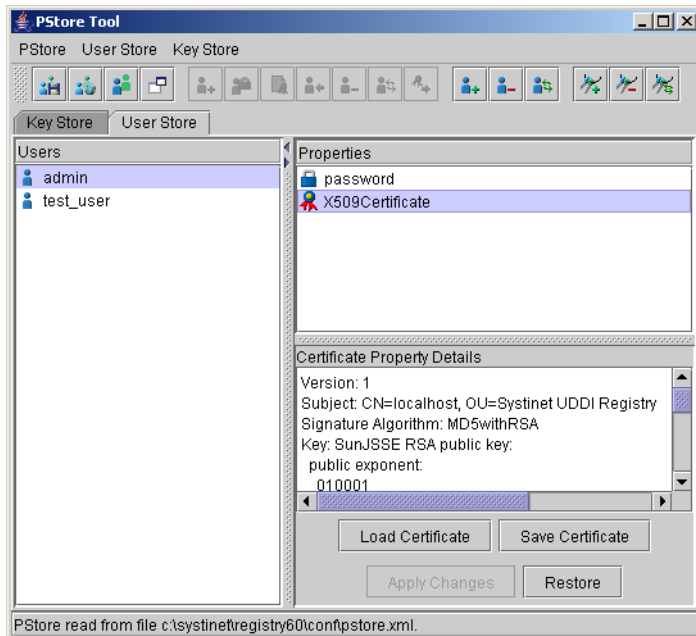 PStore Tool
PStore User Store Key Store
Key Store User Store
Users
admin
test_user
Properties
password
X509Certificate
Certificate Property Details
Version: 1
Subject: CN=localhost, OU=Systinet UDDI Registry
Signature Algorithm: MD5withRSA
Key: SunJSSE RSA public key:
public exponent:
010001
Load Certificate Save Certificate
Apply Changes Restore
PStore read from file c:\systinet\registry60\conf\pstore.xml.